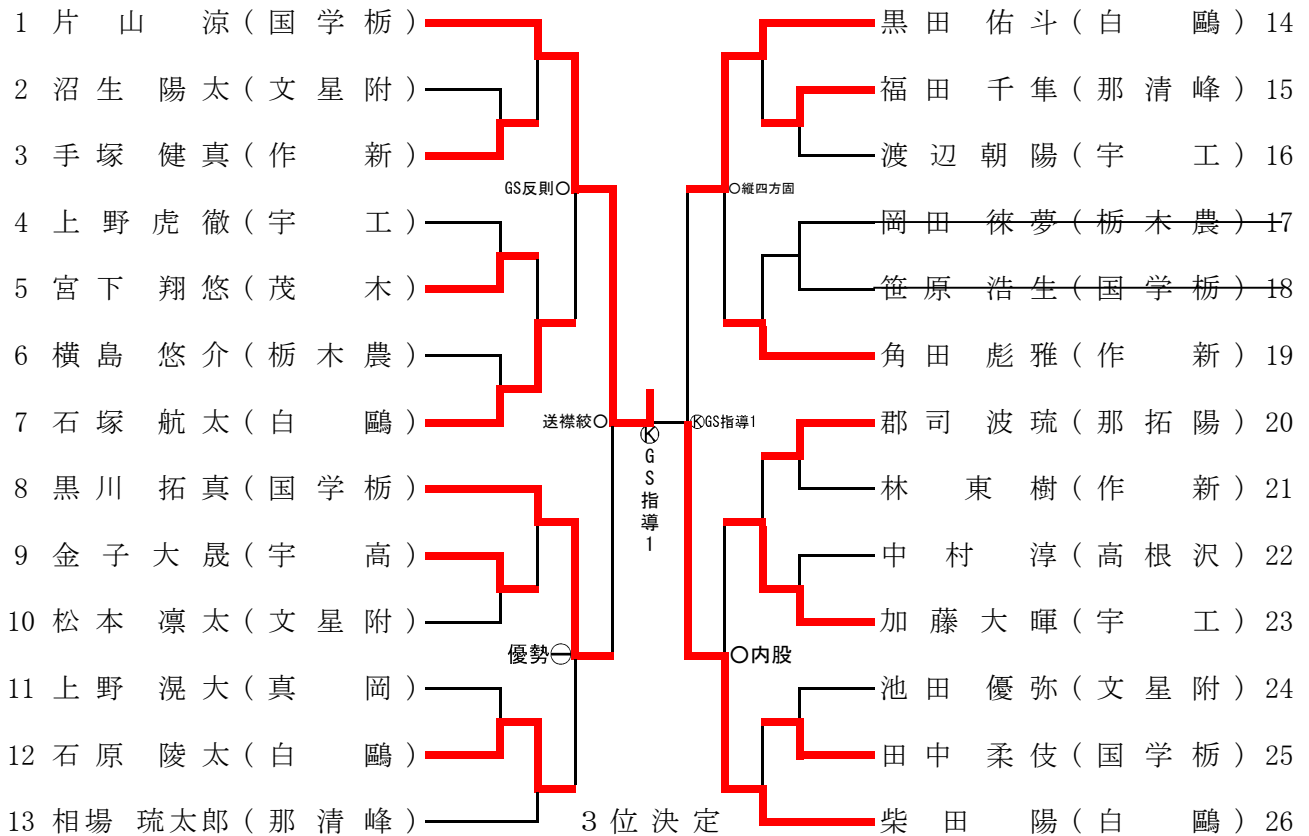 1 片山 涼(国学栃)
2 沼生 陽太(文星附)
3 手塚 健真(作 新)
4 上野虎徹(宇 工)
5 宮下 翔悠(茂 木)
6 横島 悠介(栃木農)
7 石塚 航太(白 鷗)
8 黒川 拓真(国学栃)
9 金子大晟(宇 高)
10 松本 凛太(文星附)
11 上野 滉大(真 岡)
12 石原 陵太(白 鷗)
13 相場 琉太郎(那清峰)
GS反則○
送襟絞○
優勢㊀
Ⓚ
GS指導1
○縦四方固
ⓀGS指導1
○内股
3位決定
黒田 佑斗(白 鷗) 14
福田 千隼(那清峰) 15
渡辺朝陽(宇 工) 16
岡田 徠夢(栃木農) 17
笹原 浩生(国学栃) 18
角田 彪雅(作 新) 19
郡司 波琉(那拓陽) 20
林 東樹(作 新) 21
中村 淳(高根沢) 22
加藤大暉(宇 工) 23
池田 優弥(文星附) 24
田中 柔伎(国学栃) 25
柴田 陽(白 鷗) 26